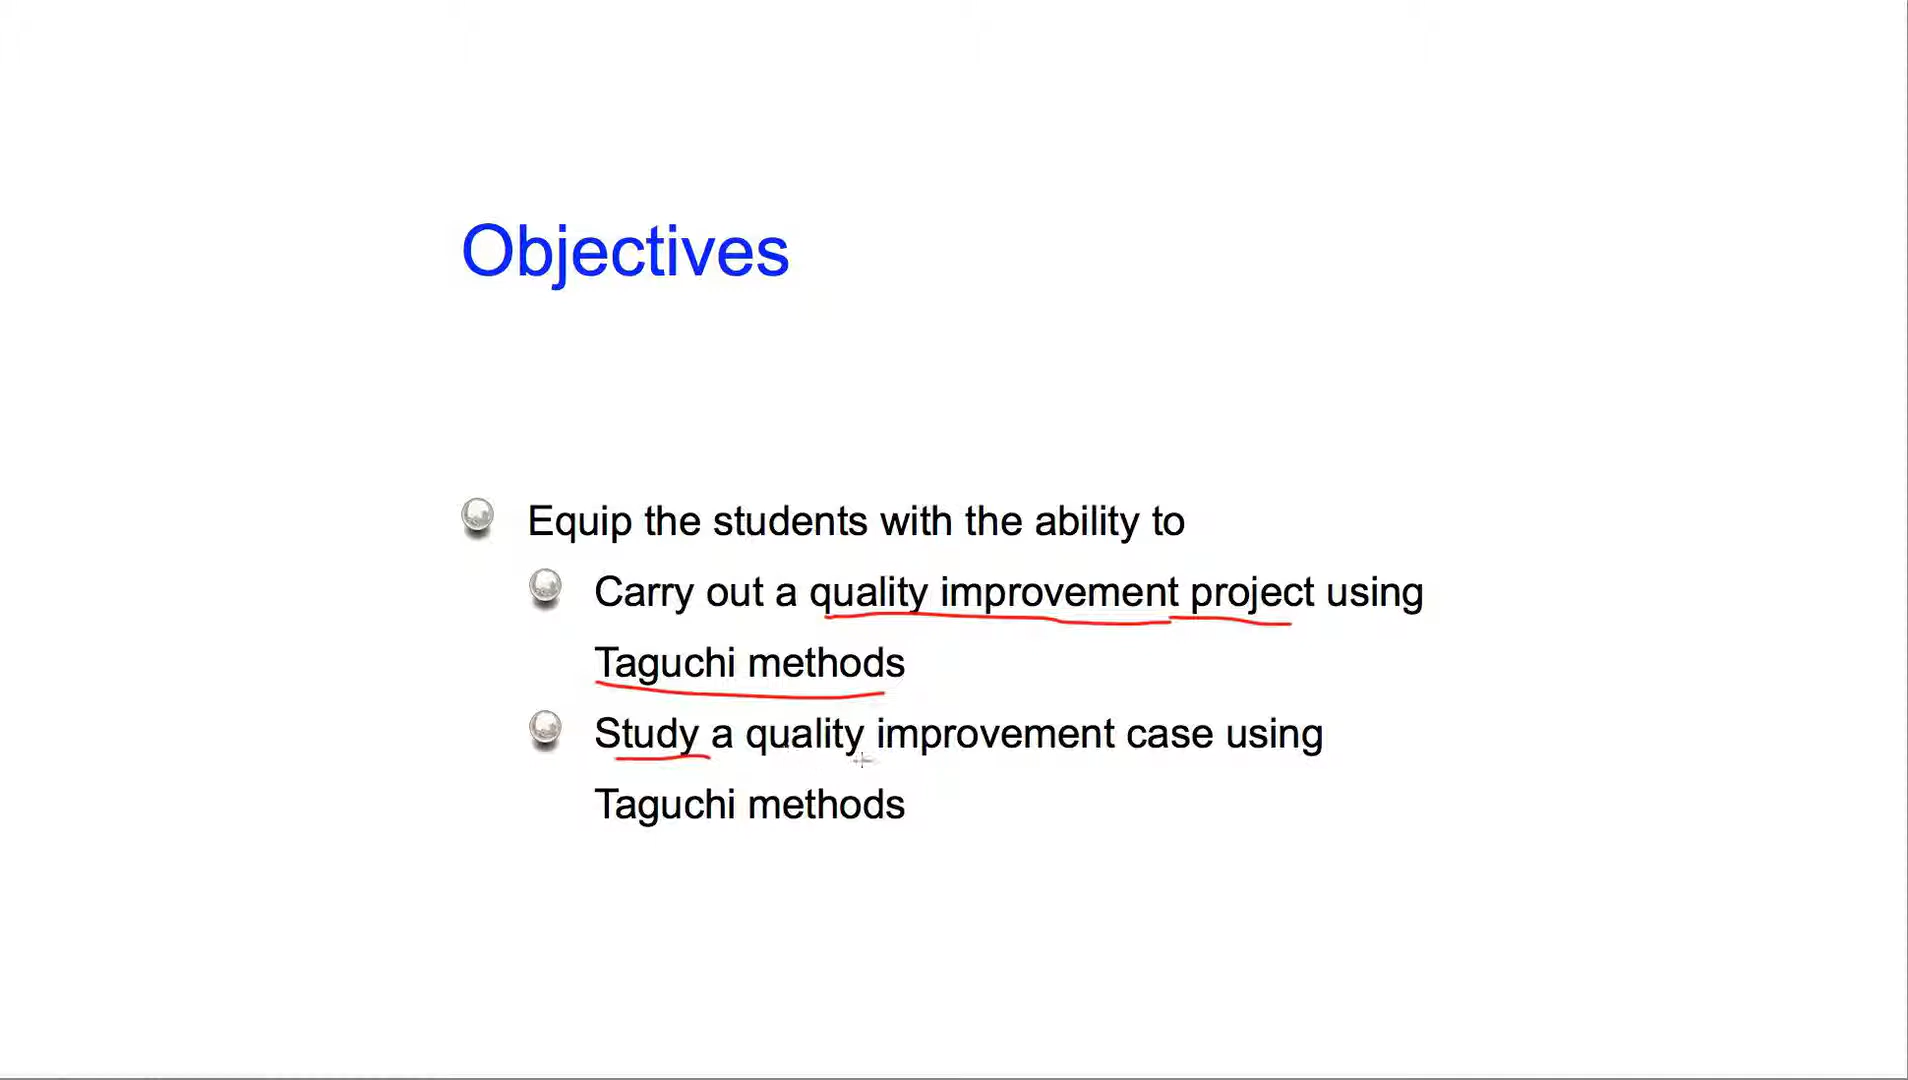 Objectives
Equip the students with the ability to
Carry out a quality improvement project using
Taguchi methods
Study a quality improvement case using
Taguchi methods